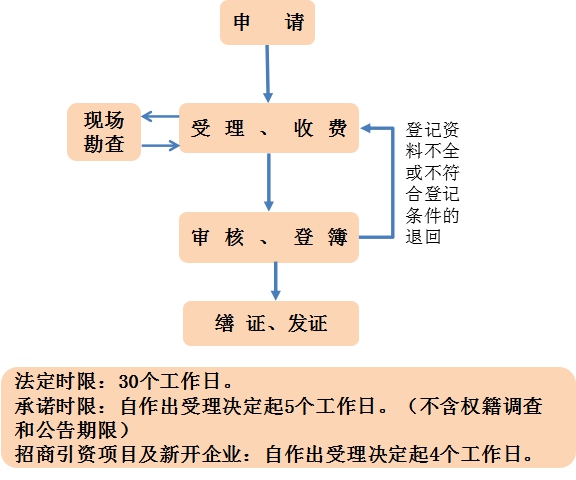 申 请
受 理 、 收 费
现场
勘查
登记资
料不全
或不符
合登记
条件的
退回
审 核 、 登 簿
缮 证、发证
法定时限：30个工作日。
承诺时限：自作出受理决定起5个工作日。（不含权籍调查
和公告期限）
招商引资项目及新开企业：自作出受理决定起4个工作日。